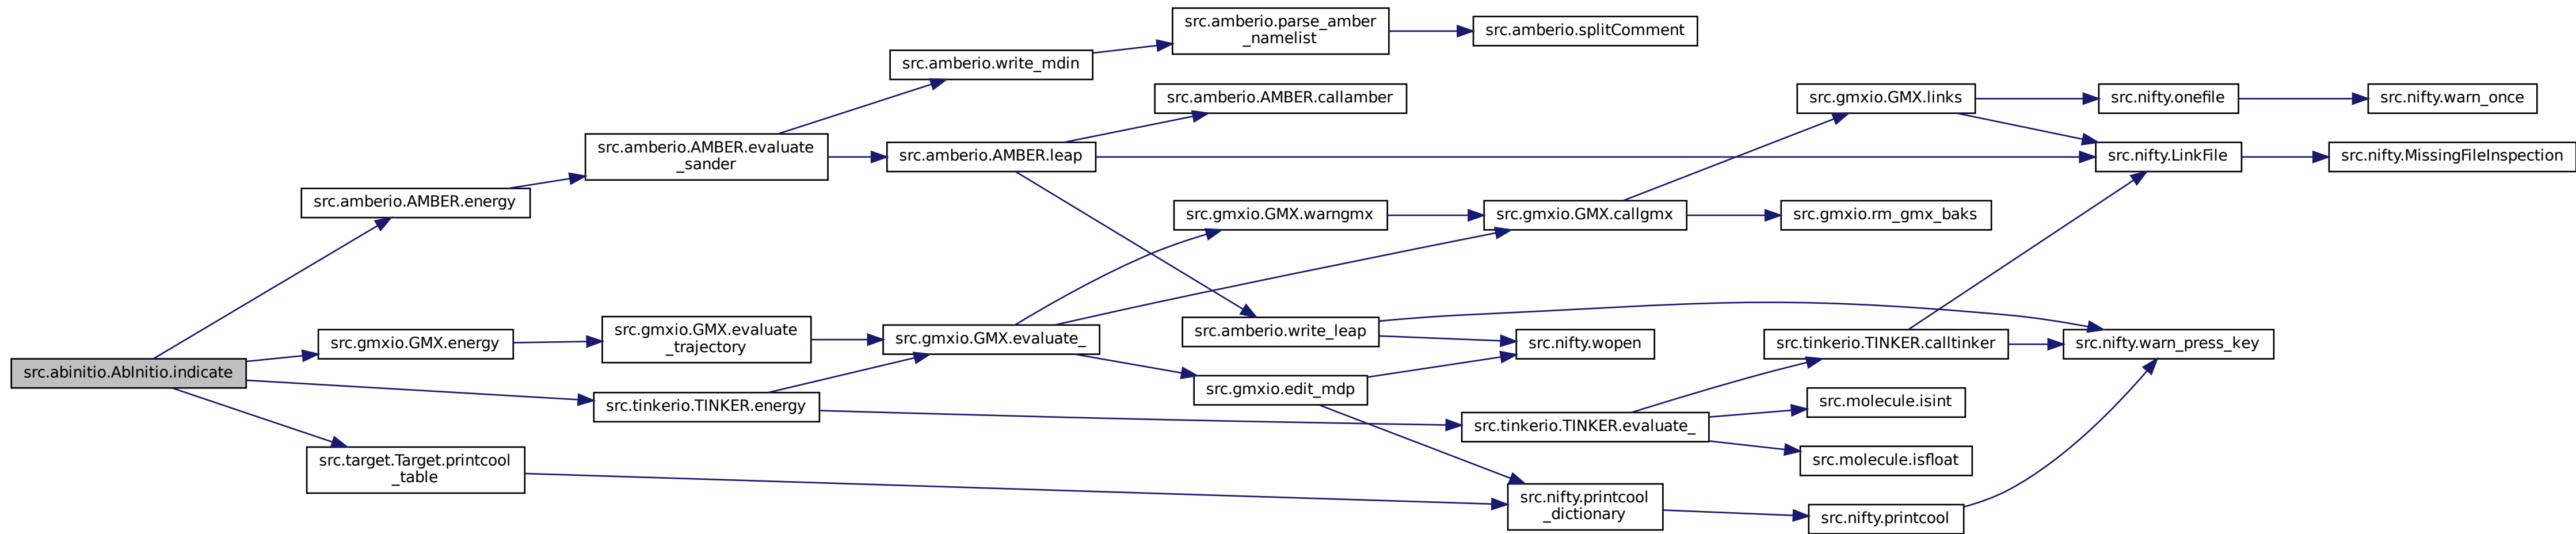 src.amberio.parse_amber
_namelist
src.amberio.splitComment
src.amberio.write_mdin
src.amberio.AMBER.callamber
src.gmxio.GMX.links
src.nifty.onefile
src.nifty.warn_once
src.amberio.AMBER.evaluate
_sander
src.amberio.AMBER.leap
src.nifty.LinkFile
src.nifty.MissingFileInspection
src.amberio.AMBER.energy
src.gmxio.GMX.warngmx
src.gmxio.GMX.callgmx
src.gmxio.rm_gmx_baks
src.gmxio.GMX.energy
src.gmxio.GMX.evaluate
_trajectory
src.gmxio.GMX.evaluate_
src.amberio.write_leap
src.nifty.wopen
src.tinkerio.TINKER.calltinker
src.nifty.warn_press_key
src.abinitio.AbInitio.indicate
src.tinkerio.TINKER.energy
src.gmxio.edit_mdp
src.tinkerio.TINKER.evaluate_
src.molecule.isint
src.molecule.isfloat
src.target.Target.printcool
_table
src.nifty.printcool
_dictionary
src.nifty.printcool